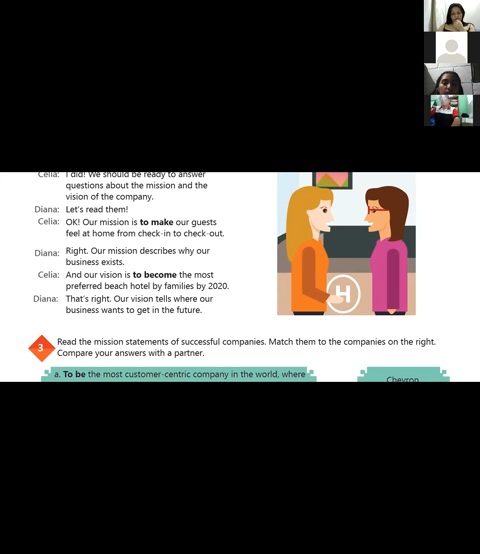 Celia: I did! We should be ready to answer
questions about the mission and the
vision of the company.
Diana: Let's read them!
Celia: OK! Our mission is to make our guests
feel at home from check-in to check-out.
Diana: Right. Our mission describes why our
business exists.
Celia: And our vision is to become the most
preferred beach hotel by families by 2020.
Diana: That's right. Our vision tells where our
business wants to get in the future.
H
3 Read the mission statements of successful companies. Match them to the companies on the right.
Compare your answers with a partner.
a. To be the most customer-centric company in the world, where
Chevron